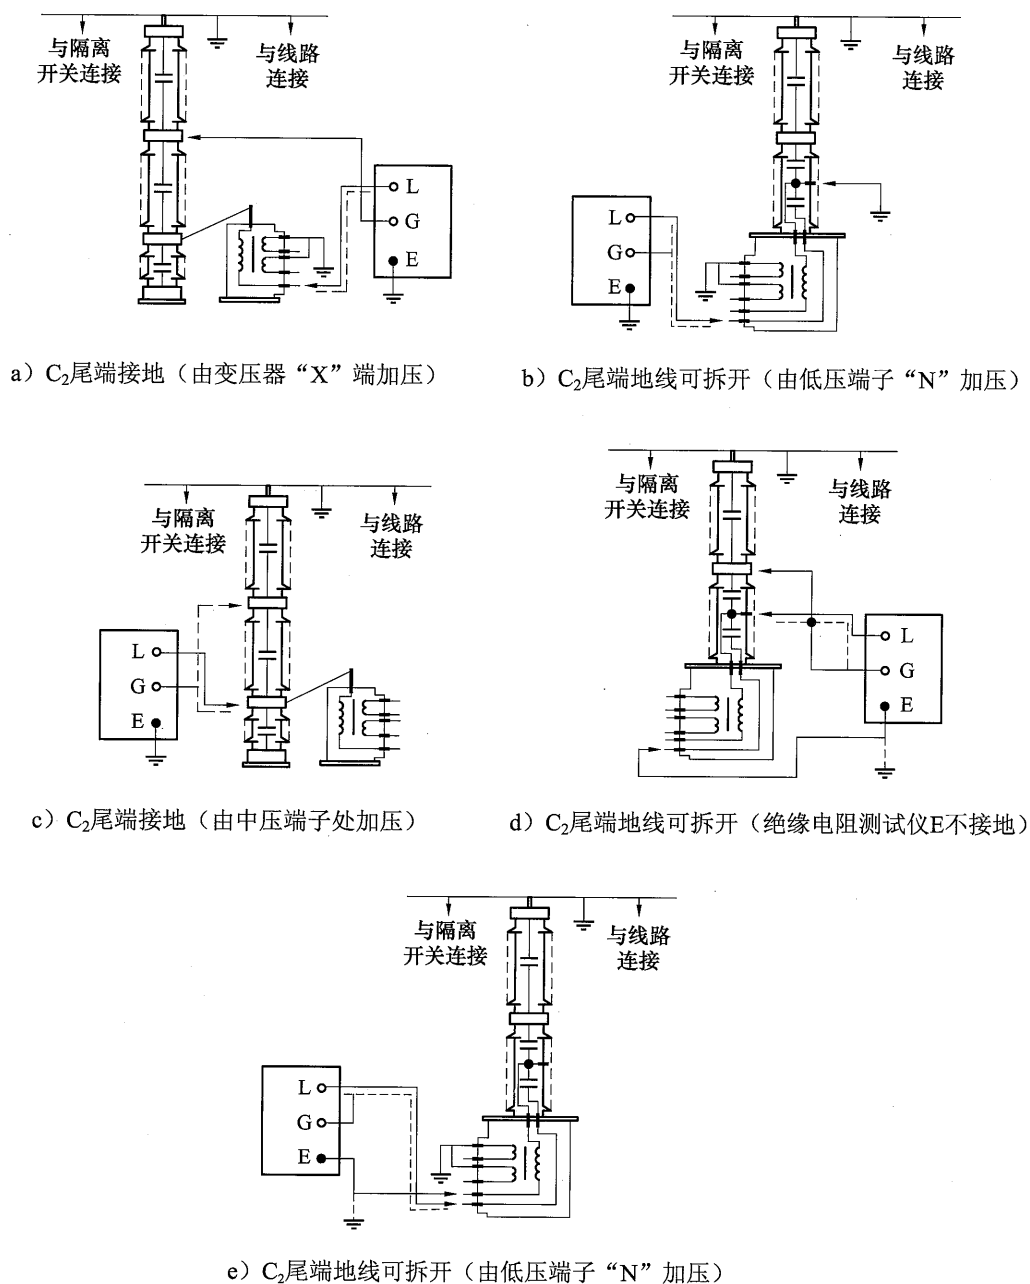 与隔离
开关连接
与线路
连接
L
G
E
a）C₂尾端接地（由变压器“X”端加压）
与隔离
开关连接
与线路
连接
L
G
E
b）C₂尾端地线可拆开（由低压端子“N”加压）
与隔离
开关连接
与线路
连接
L
G
E
c）C₂尾端接地（由中压端子处加压）
与隔离
开关连接
与线路
连接
L
G
E
d）C₂尾端地线可拆开（绝缘电阻测试仪E不接地）
与隔离
开关连接
与线路
连接
L
G
E
e）C₂尾端地线可拆开（由低压端子“N”加压）